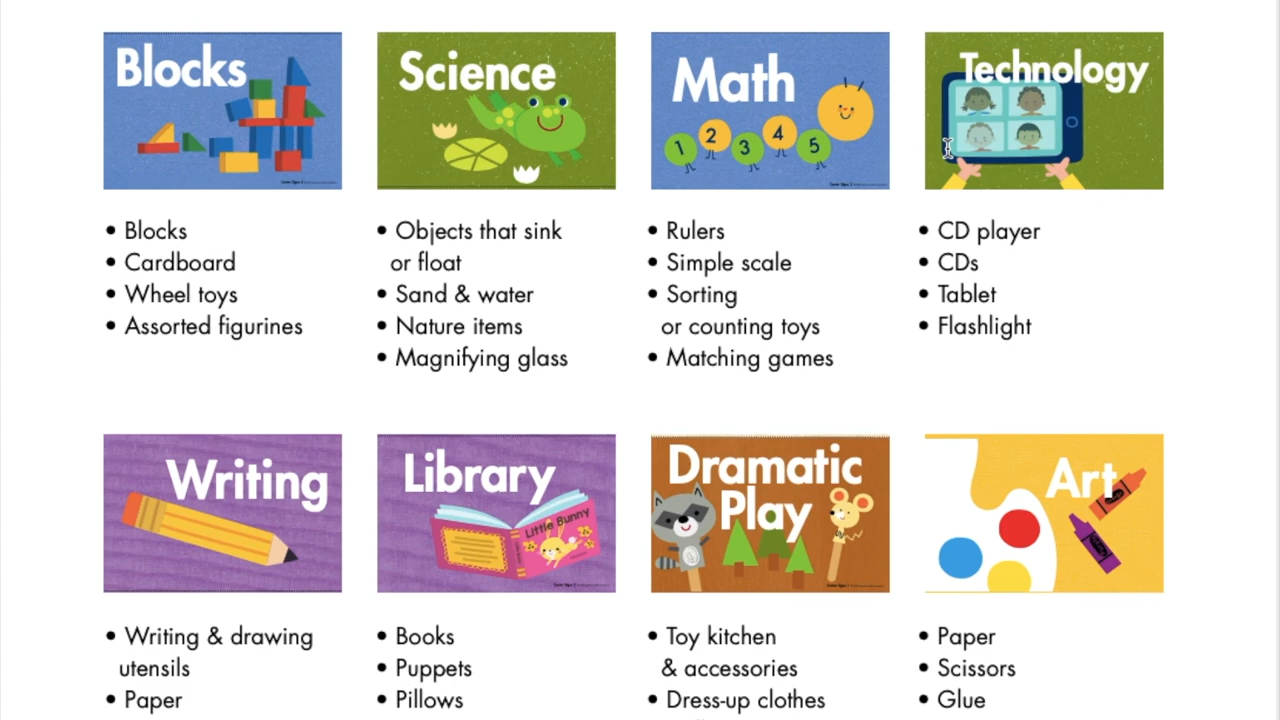 Blocks
Science
Math
Technology
1 2 3 4 5
• Blocks
• Cardboard
• Wheel toys
• Assorted figurines
• Objects that sink
or float
• Sand & water
• Nature items
• Magnifying glass
• Rulers
• Simple scale
• Sorting
or counting toys
• Matching games
• CD player
• CDs
• Tablet
• Flashlight
Writing
Library
Little Bunny
Dramatic
Play
Art
• Writing & drawing
utensils
• Paper
• Books
• Puppets
• Pillows
• Toy kitchen
& accessories
• Dress-up clothes
• Paper
• Scissors
• Glue